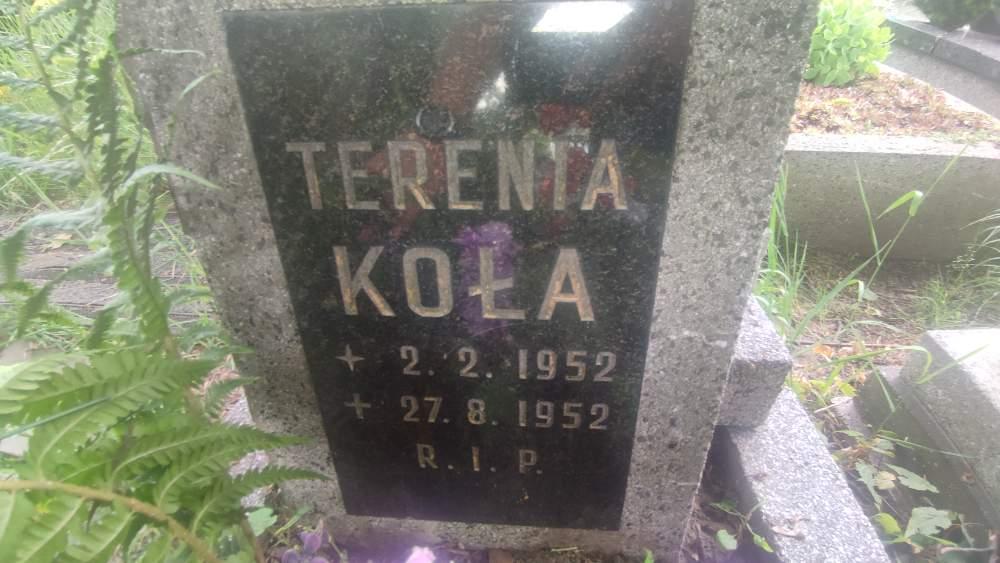 TERENIA
KOŁA
✶ 2. 2. 1952
✝ 27. 8. 1952
R. I. P.